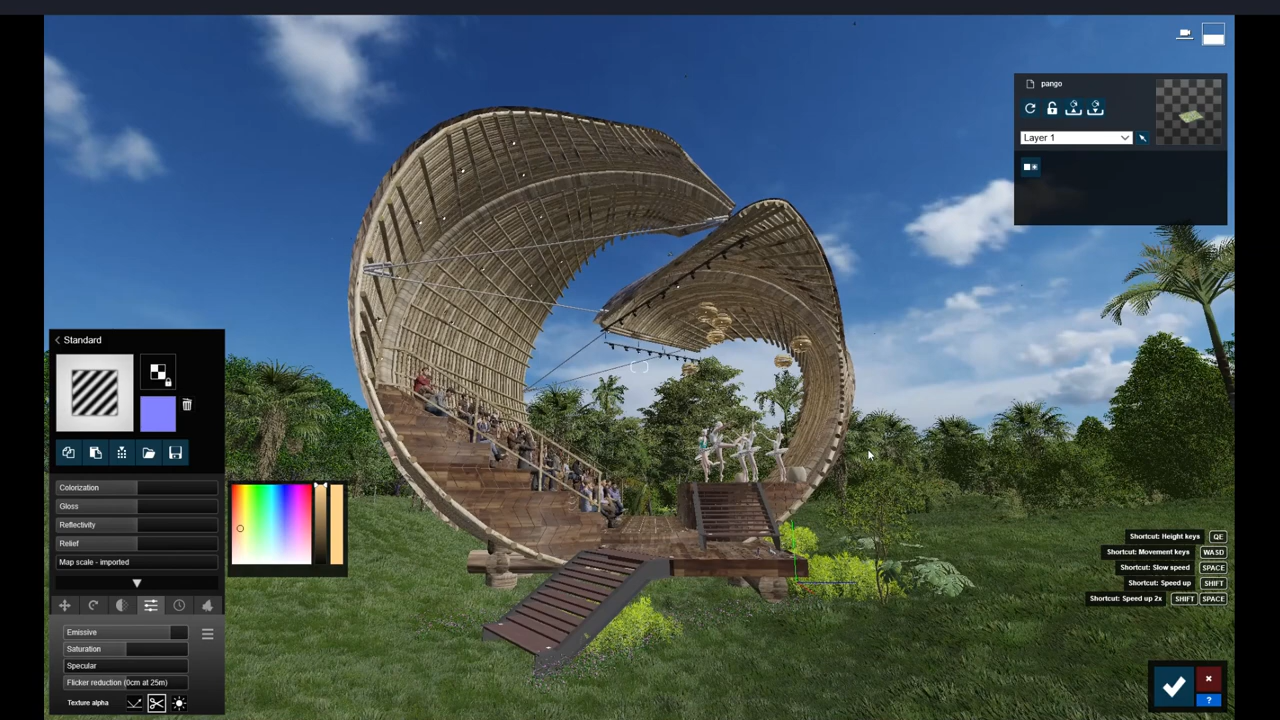 pango
Layer 1
Standard
Colorization
Gloss
Reflectivity
Relief
Map scale - imported
Emissive
Saturation
Specular
Flicker reduction (0cm at 25m)
Texture alpha
Shortcut: Height keys QE
Shortcut: Movement keys WASD
Shortcut: Slow speed SPACE
Shortcut: Speed up SHIFT
Shortcut: Speed up 2x SHIFT SPACE
?